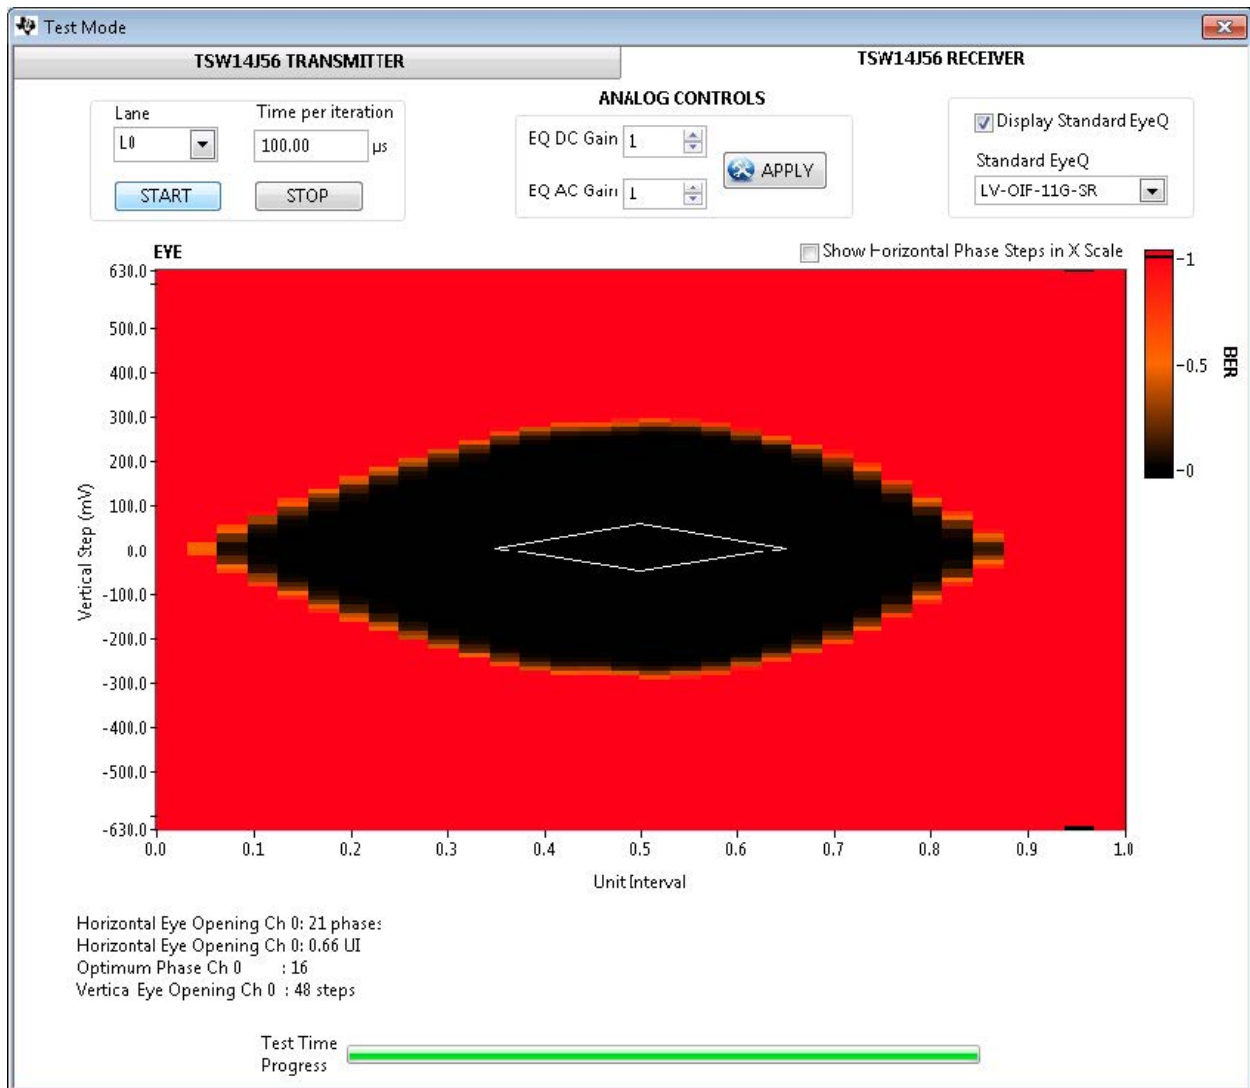 Test Mode
TSW14J56 TRANSMITTER
TSW14J56 RECEIVER
Lane
Time per iteration
L0
100.00 µs
START
STOP
ANALOG CONTROLS
EQ DC Gain 1
EQ AC Gain 1
APPLY
Display Standard EyeQ
Standard EyeQ
LV-OIF-11G-SR
EYE
Show Horizontal Phase Steps in X Scale
630.0
500.0
400.0
300.0
200.0
100.0
0.0
-100.0
-200.0
-300.0
-400.0
-500.0
-630.0
Vertical Step (mV)
0.0 0.1 0.2 0.3 0.4 0.5 0.6 0.7 0.8 0.9 1.0
Unit Interval
-1
-0.5
-0
BER
Horizontal Eye Opening Ch 0: 21 phases
Horizontal Eye Opening Ch 0: 0.66 UI
Optimum Phase Ch 0 : 16
Vertical Eye Opening Ch 0 : 48 steps
Test Time
Progress